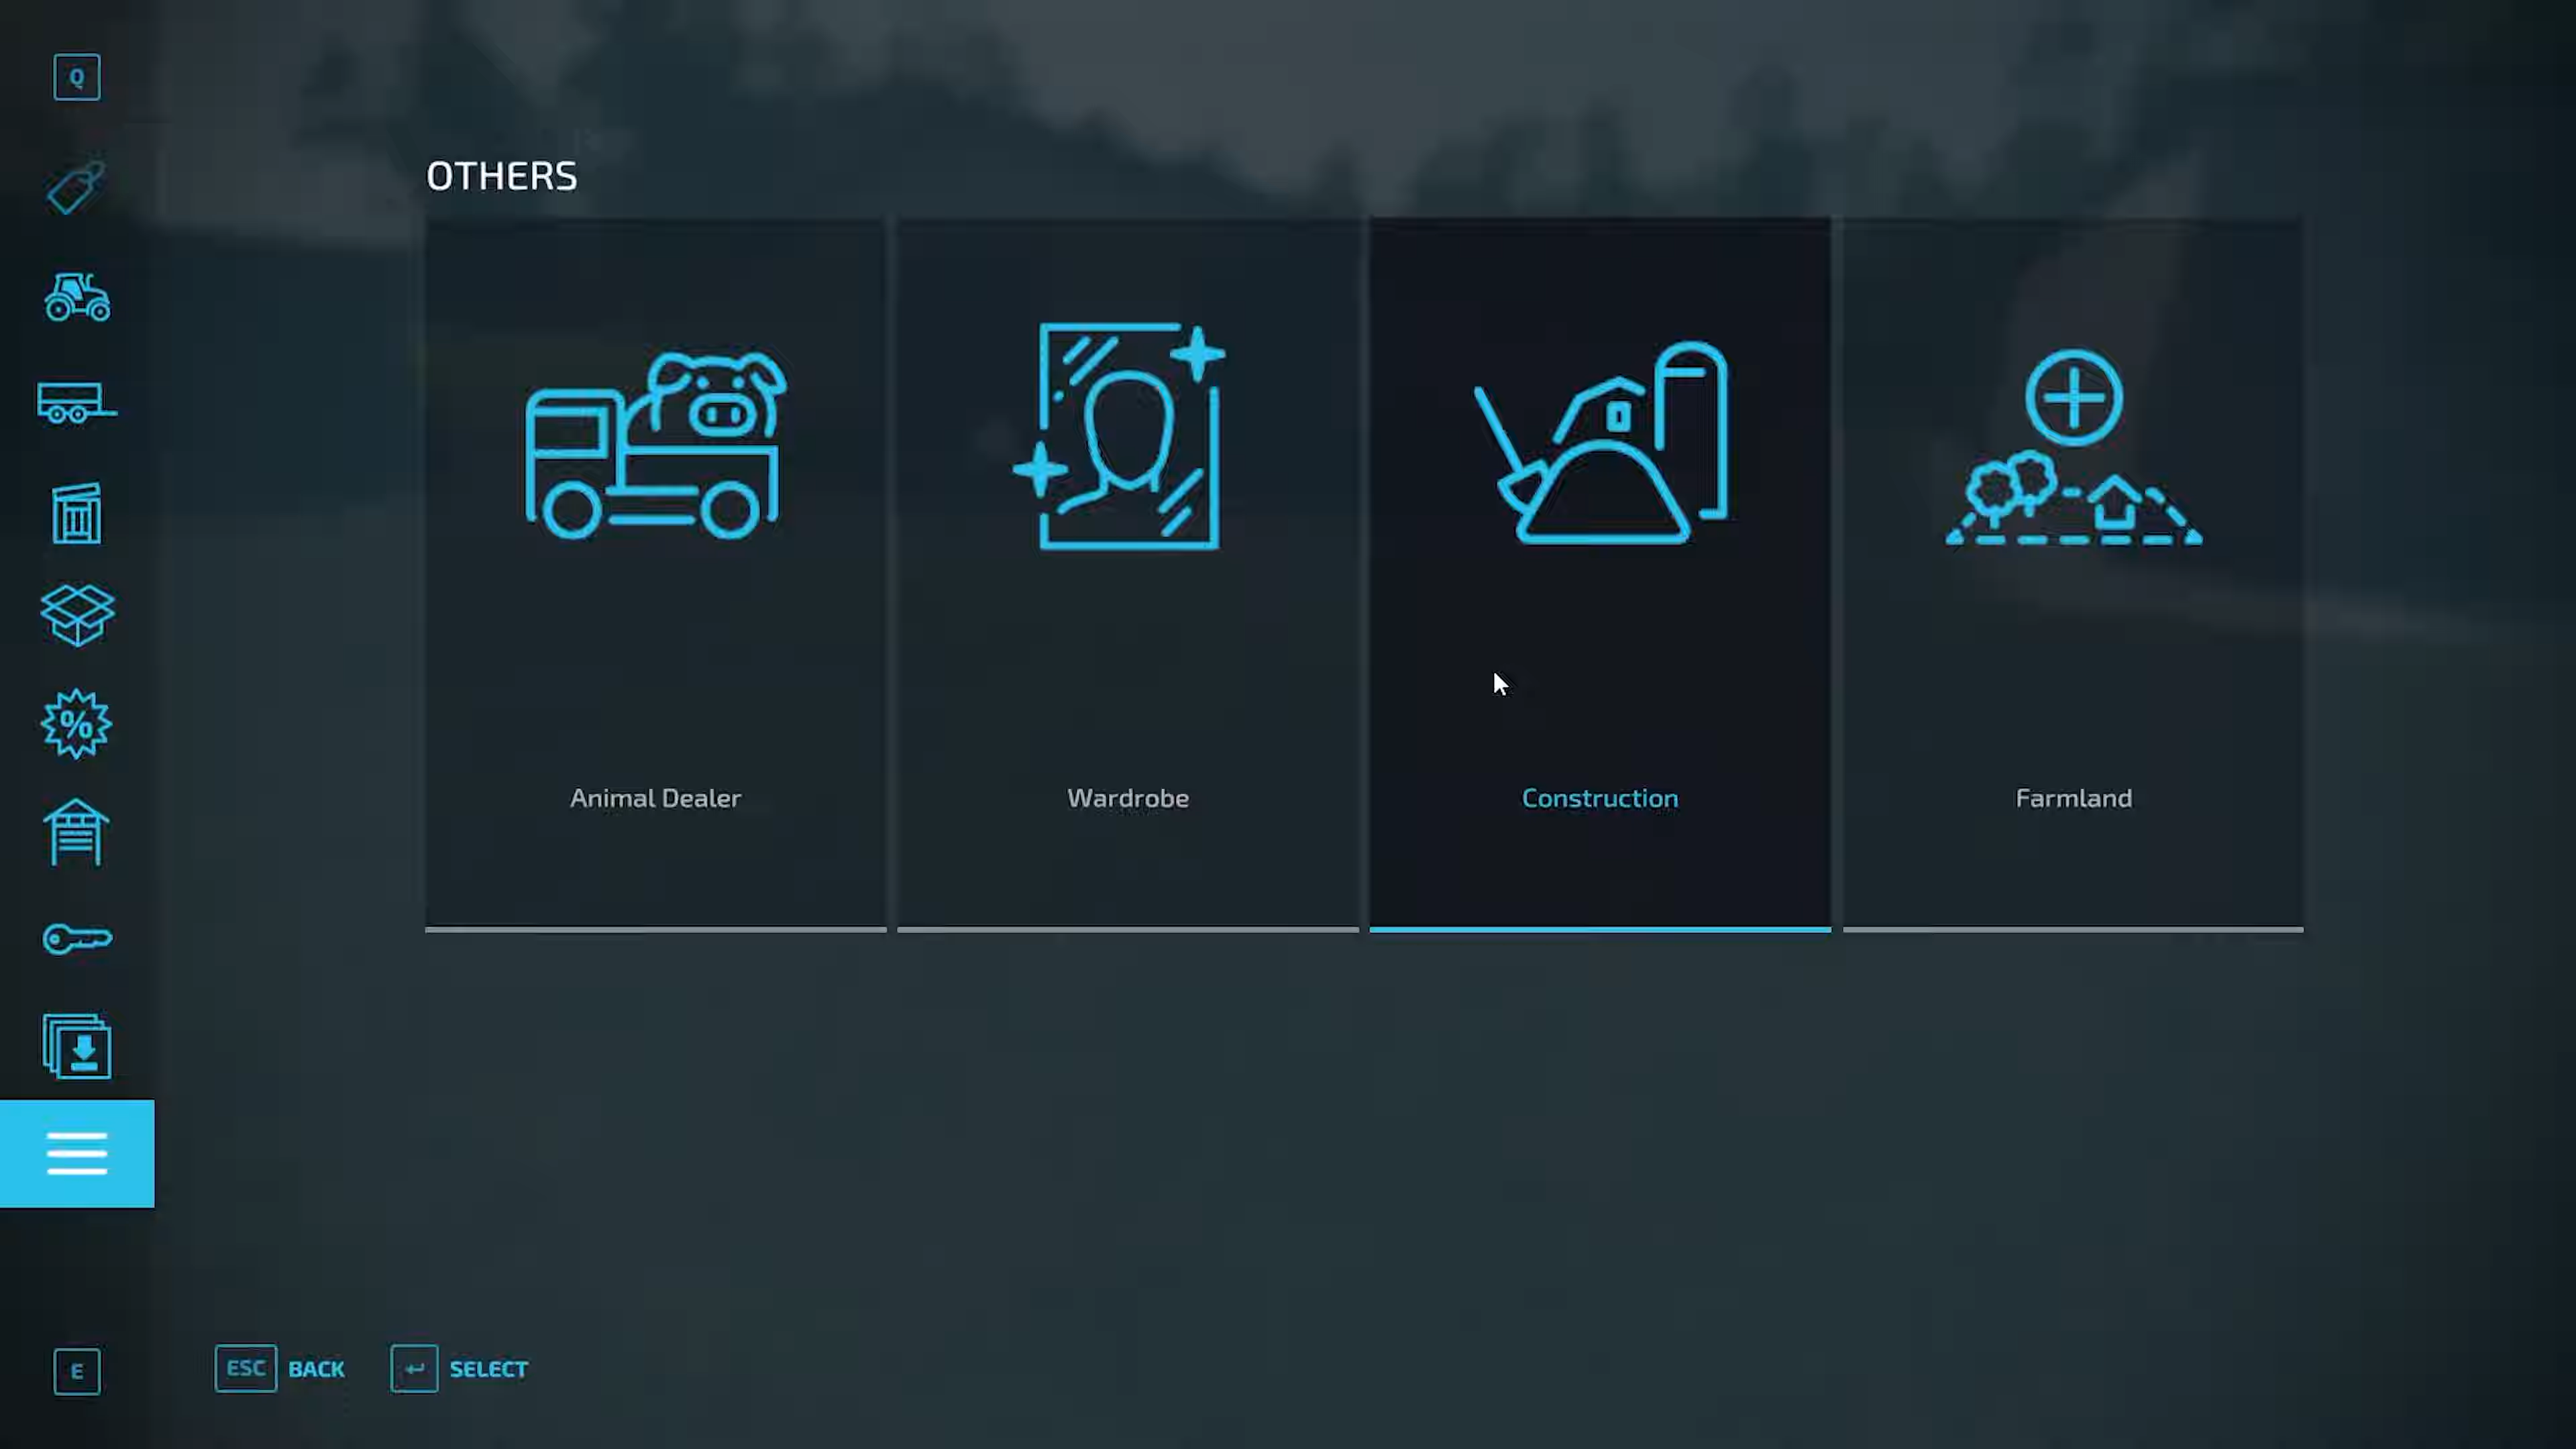 Q
OTHERS
%
Animal Dealer
Wardrobe
Construction
Farmland
E
ESC BACK
SELECT